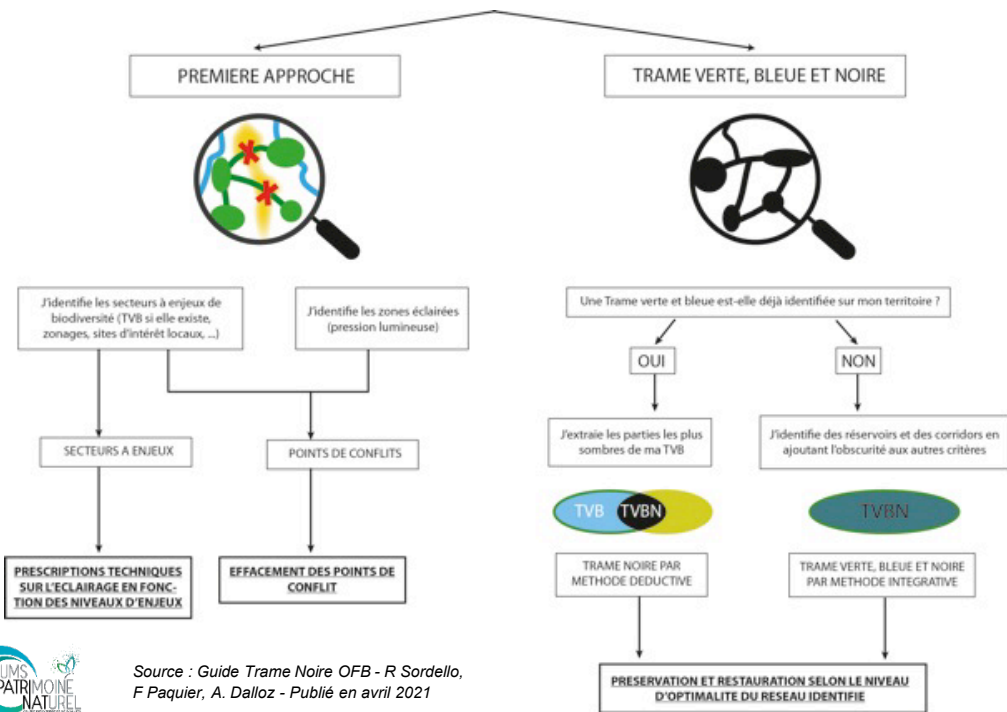 PREMIERE APPROCHE
TRAME VERTE, BLEUE ET NOIRE
J'identifie les secteurs à enjeux de
biodiversité (TVB si elle existe,
zonages, sites d'intérêt locaux, ...)
J'identifie les zones éclairées
(pression lumineuse)
Une Trame verte et bleue est-elle déjà identifiée sur mon territoire ?
OUI
NON
SECTEURS A ENJEUX
POINTS DE CONFLITS
J'extraie les parties les plus
sombres de ma TVB
J'identifie des réservoirs et des corridors en
ajoutant l'obscurité aux autres critères
TVB
TVBN
TVBN
PRESCRIPTIONS TECHNIQUES
SUR L'ECLAIRAGE EN FONC-
TION DES NIVEAUX D'ENJEUX
EFFACEMENT DES POINTS DE
CONFLIT
TRAME NOIRE PAR
METHODE DEDUCTIVE
TRAME VERTE, BLEUE ET NOIRE
PAR METHODE INTEGRATIVE
UMS
PATRIMOINE
NATUREL
Source : Guide Trame Noire OFB - R Sordello,
F Paquier, A. Dalloz - Publié en avril 2021
PRESERVATION ET RESTAURATION SELON LE NIVEAU
D'OPTIMALITE DU RESEAU IDENTIFIE